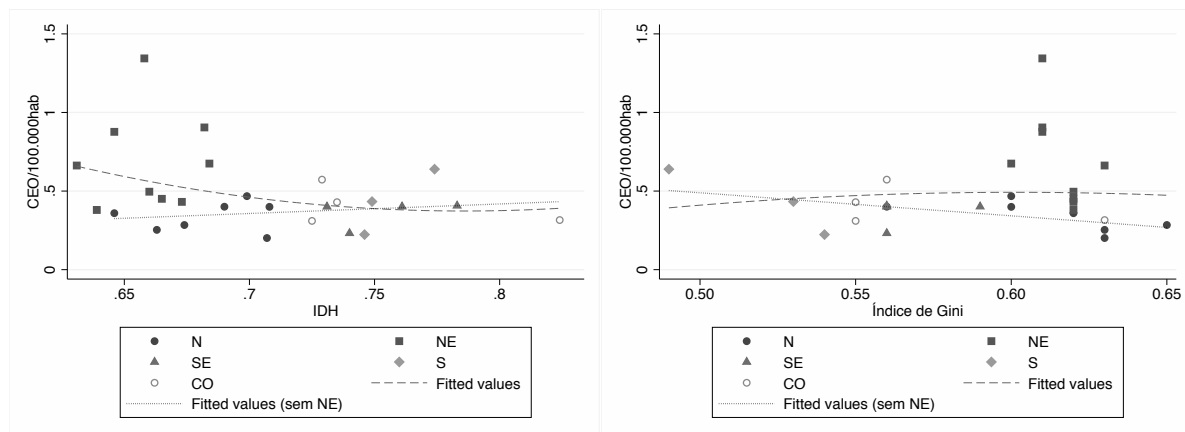 CEO/100.000hab
1.5
1
.5
0
.65
.7
.75
.8
IDH
N
NE
SE
S
CO
Fitted values
Fitted values (sem NE)
CEO/100.000hab
1.5
1
.5
0
0.50
0.55
0.60
0.65
Índice de Gini
N
NE
SE
S
CO
Fitted values
Fitted values (sem NE)